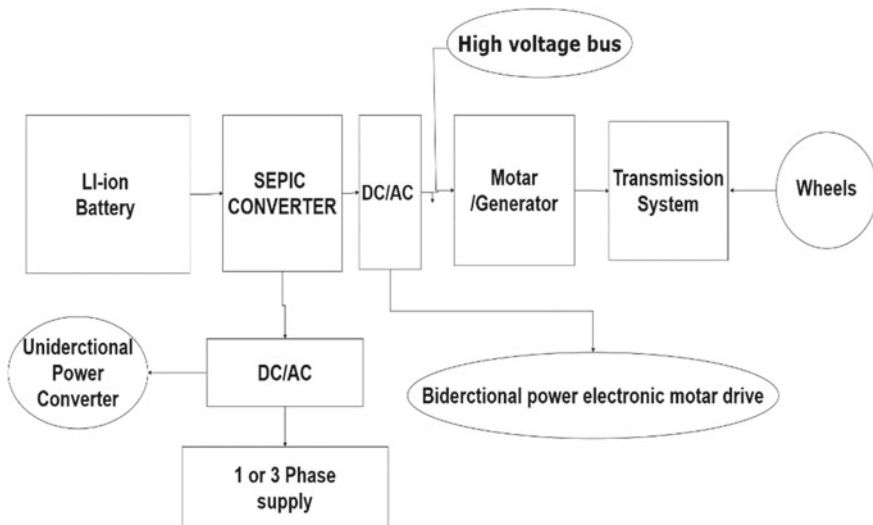 High voltage bus
LI-ion
Battery
SEPIC
CONVERTER
DC/AC
Motar
/Generator
Transmission
System
Wheels
Uniderctional
Power
Converter
DC/AC
Biderctional power electronic motar drive
1 or 3 Phase
supply